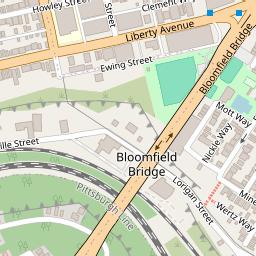 Howley Street
Street
Clement W
Liberty Avenue
Bloomfield Bridge
Ewing Street
Mott Way
Nickle Way
lle Street
Bloomfield
Bridge
Pittsburgh Line
Lorigan Street
Mine
Wertz Way